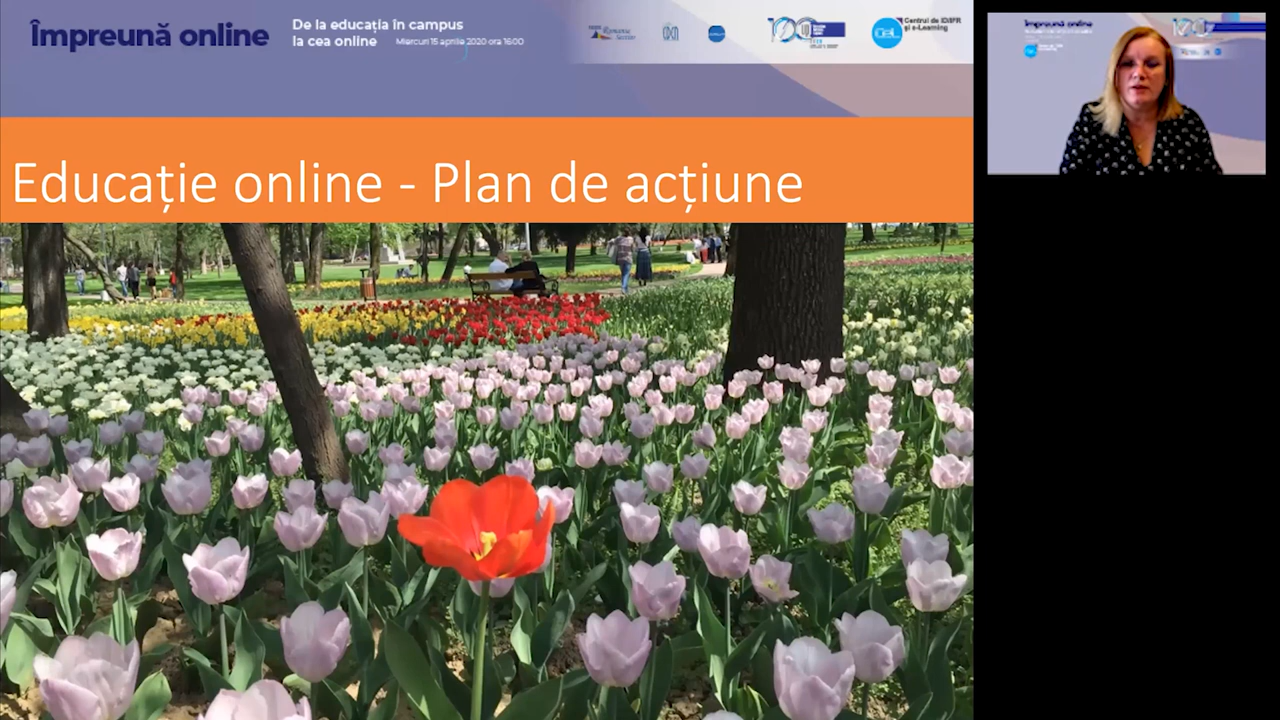 Împreună online
De la educația în campus
la cea online
Miercuri 15 aprilie 2020 ora 16:00
Centrul de ID/IFR
și e-Learning
Educație online - Plan de acțiune
Împreună online